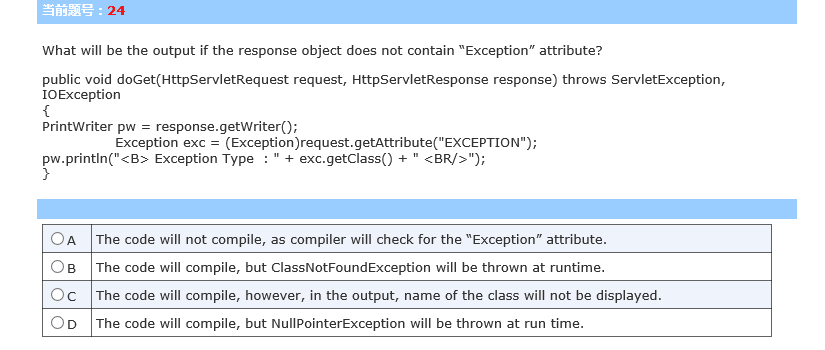 当前题号：24
What will be the output if the response object does not contain “Exception” attribute?
public void doGet(HttpServletRequest request, HttpServletResponse response) throws ServletException,
IOException
{
PrintWriter pw = response.getWriter();
Exception exc = (Exception)request.getAttribute("EXCEPTION");
pw.println("<B> Exception Type  : " + exc.getClass() + " <BR/>");
}
A The code will not compile, as compiler will check for the “Exception” attribute.
B The code will compile, but ClassNotFoundException will be thrown at runtime.
C The code will compile, however, in the output, name of the class will not be displayed.
D The code will compile, but NullPointerException will be thrown at run time.